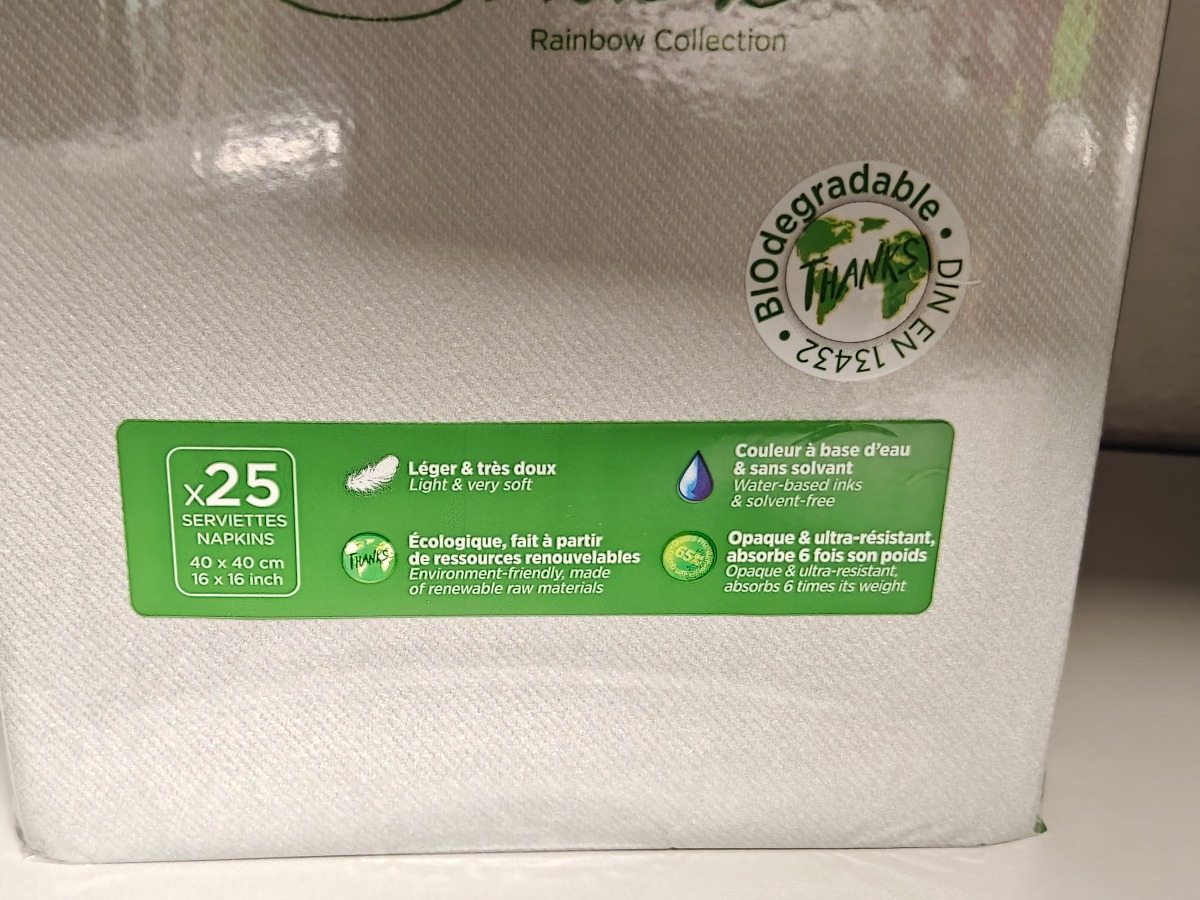 Rainbow Collection
BIOdegradable • DIN EN 13432 •
THANKS
x25
SERVIETTES
NAPKINS
40 x 40 cm
16 x 16 inch
Léger & très doux
Light & very soft
Écologique, fait à partir
de ressources renouvelables
Environment-friendly, made
of renewable raw materials
THANKS
Couleur à base d'eau
& sans solvant
Water-based inks
& solvent-free
Opaque & ultra-résistant,
absorbe 6 fois son poids
Opaque & ultra-resistant,
absorbs 6 times its weight